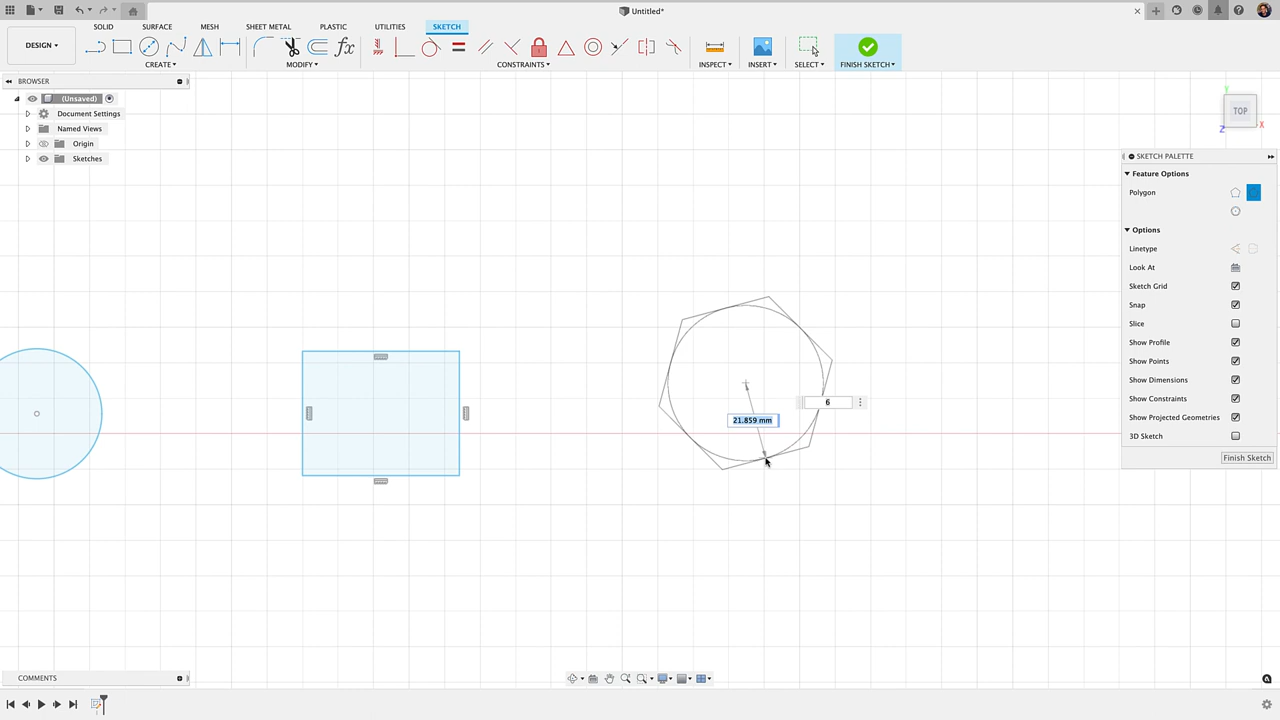 Untitled*
SOLID SURFACE MESH SHEET METAL PLASTIC UTILITIES SKETCH
DESIGN
CREATE MODIFY CONSTRAINTS INSPECT INSERT SELECT FINISH SKETCH
BROWSER
(Unsaved)
Document Settings
Named Views
Origin
Sketches
TOP
Y
X
Z
SKETCH PALETTE
Feature Options
Polygon
Options
Linetype
Look At
Sketch Grid
Snap
Slice
Show Profile
Show Points
Show Dimensions
Show Constraints
Show Projected Geometries
3D Sketch
Finish Sketch
6
21.859 mm
COMMENTS